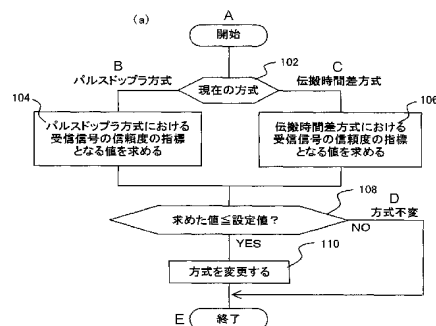 (a)
A
開始
B
パルスドップラ方式
102
現在の方式
C
伝搬時間差方式
104
パルスドップラ方式における
受信信号の信頼度の指標
となる値を求める
106
伝搬時間差方式における
受信信号の信頼度の指標
となる値を求める
108
求めた値≦設定値?
D
方式不変
NO
YES
110
方式を変更する
E
終了